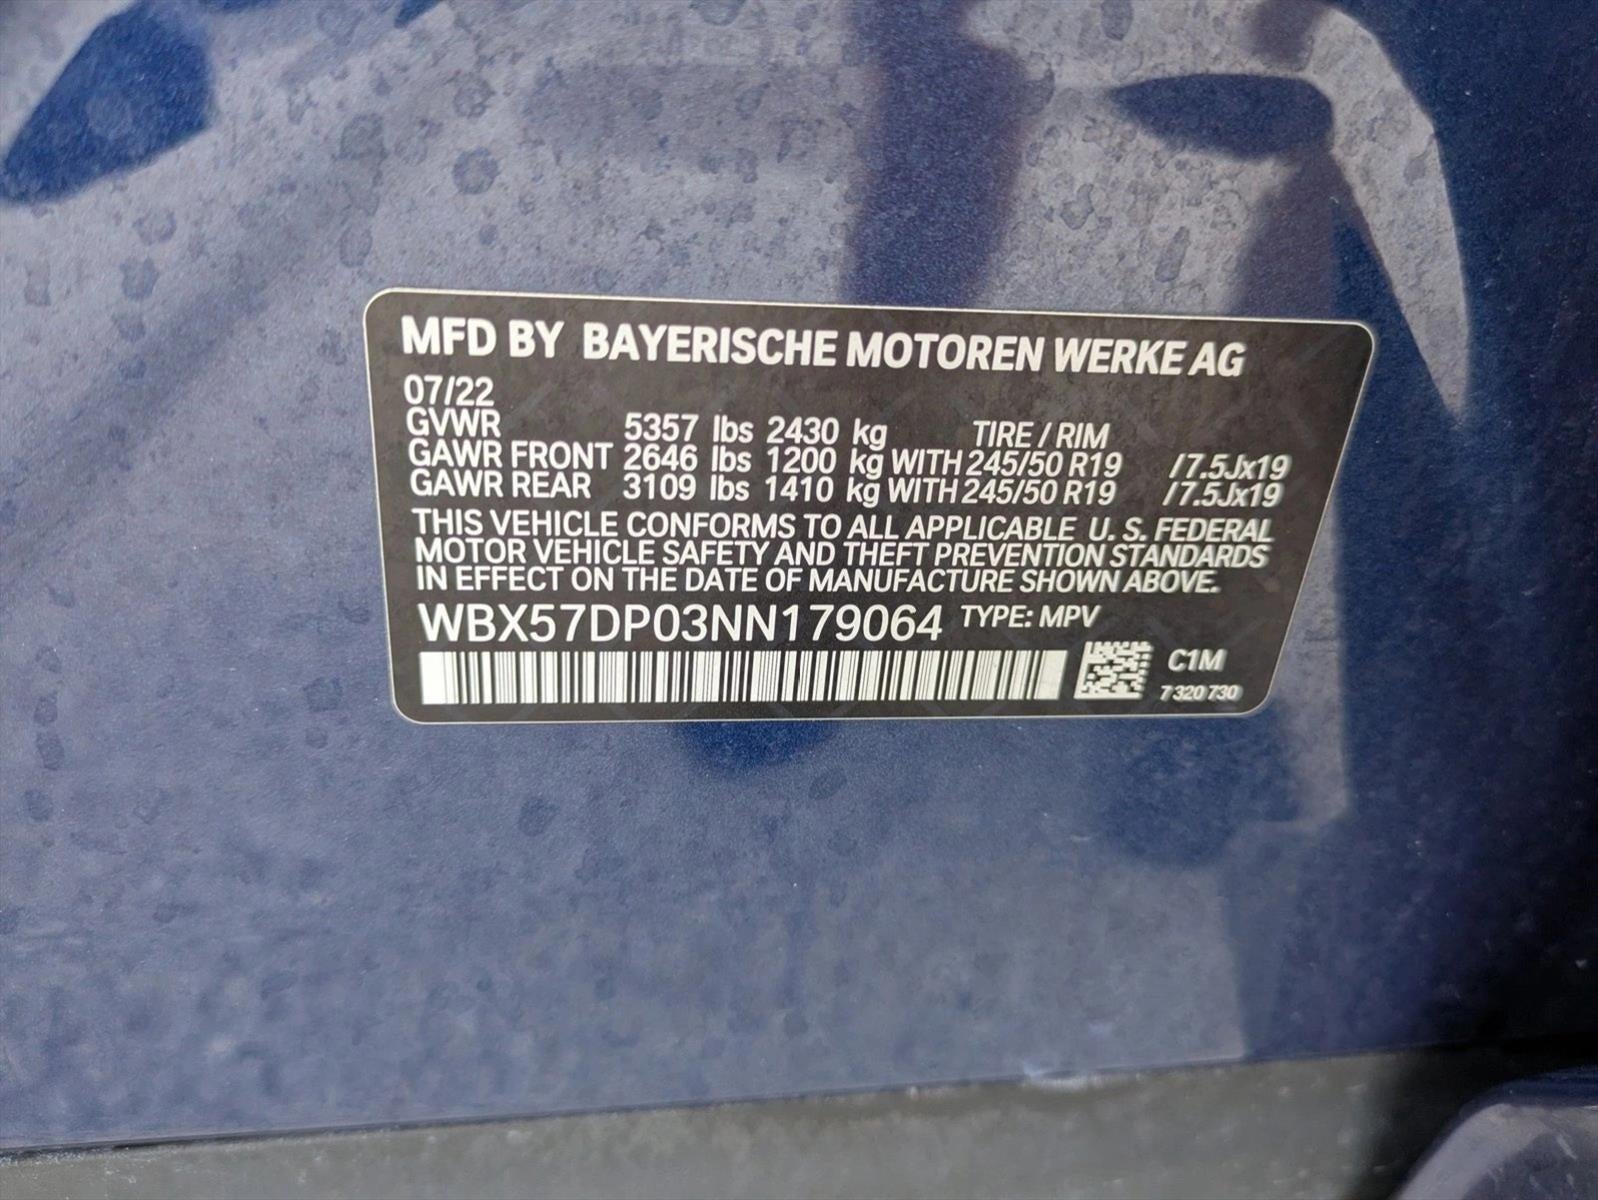 MFD BY BAYERISCHE MOTOREN WERKE AG
07/22
GVWR 5357 lbs 2430 kg TIRE / RIM
GAWR FRONT 2646 lbs 1200 kg WITH 245/50 R19 /7.5Jx19
GAWR REAR 3109 lbs 1410 kg WITH 245/50 R19 /7.5Jx19
THIS VEHICLE CONFORMS TO ALL APPLICABLE U. S. FEDERAL
MOTOR VEHICLE SAFETY AND THEFT PREVENTION STANDARDS
IN EFFECT ON THE DATE OF MANUFACTURE SHOWN ABOVE.
WBX57DP03NN179064 TYPE: MPV
C1M
7 320 730